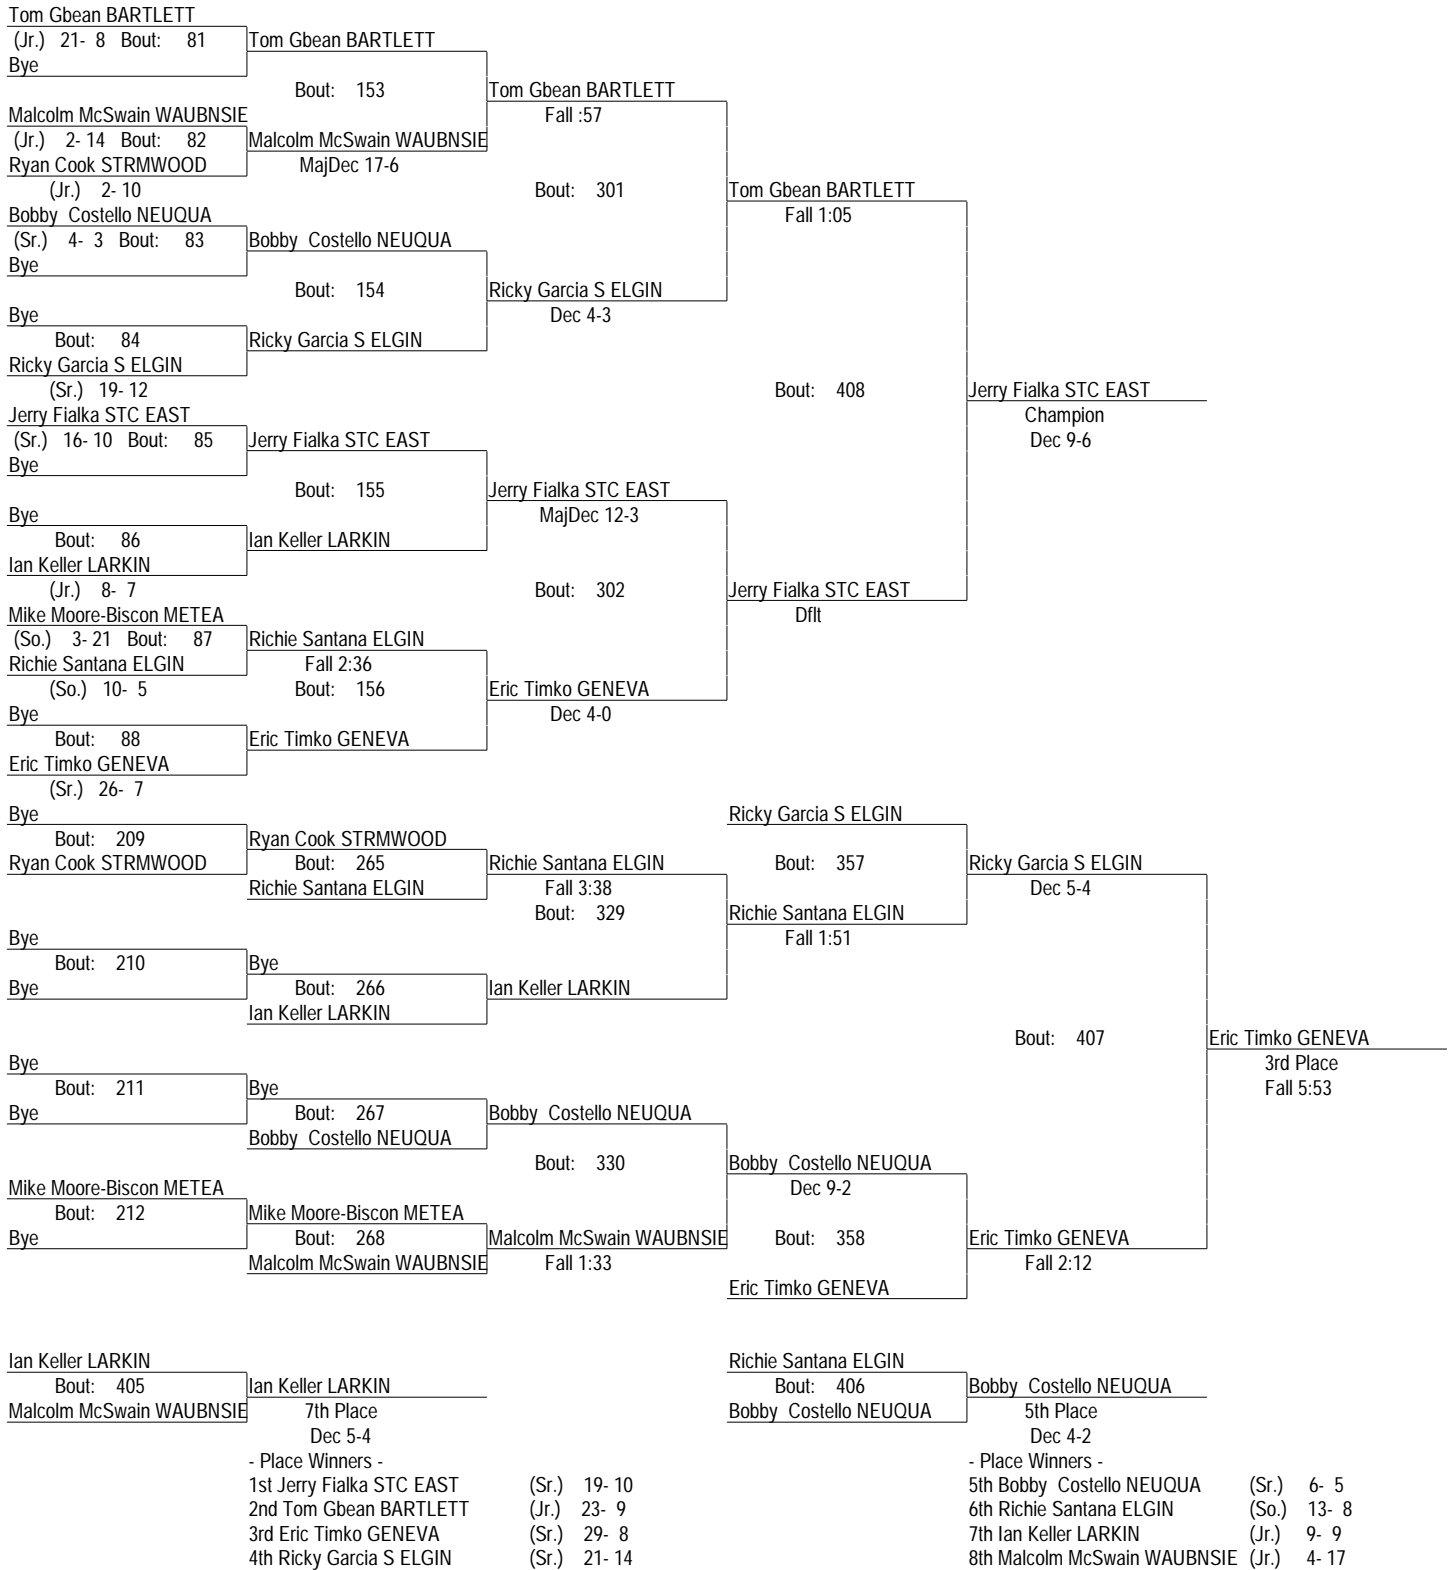 Tom Gbean BARTLETT
(Jr.) 21- 8 Bout: 81 Tom Gbean BARTLETT
Bye
Bout: 153 Tom Gbean BARTLETT
Malcolm McSwain WAUBNSIE Fall :57
(Jr.) 2- 14 Bout: 82 Malcolm McSwain WAUBNSIE
Ryan Cook STRMWOOD MajDec 17-6
(Jr.) 2- 10 Bout: 301 Tom Gbean BARTLETT
Bobby Costello NEUQUA Fall 1:05
(Sr.) 4- 3 Bout: 83 Bobby Costello NEUQUA
Bye
Bout: 154 Ricky Garcia S ELGIN
Bye Dec 4-3
Bout: 84 Ricky Garcia S ELGIN
Ricky Garcia S ELGIN
(Sr.) 19- 12 Bout: 408 Jerry Fialka STC EAST
Jerry Fialka STC EAST Champion
(Sr.) 16- 10 Bout: 85 Jerry Fialka STC EAST Dec 9-6
Bye
Bout: 155 Jerry Fialka STC EAST
Bye MajDec 12-3
Bout: 86 Ian Keller LARKIN
Ian Keller LARKIN
(Jr.) 8- 7 Bout: 302 Jerry Fialka STC EAST
Mike Moore-Biscon METEA Dflt
(So.) 3- 21 Bout: 87 Richie Santana ELGIN
Richie Santana ELGIN Fall 2:36
(So.) 10- 5 Bout: 156 Eric Timko GENEVA
Bye Dec 4-0
Bout: 88 Eric Timko GENEVA
Eric Timko GENEVA
(Sr.) 26- 7
Bye Ricky Garcia S ELGIN
Bout: 209 Ryan Cook STRMWOOD
Ryan Cook STRMWOOD Bout: 265 Richie Santana ELGIN Bout: 357 Ricky Garcia S ELGIN
Richie Santana ELGIN Fall 3:38 Dec 5-4
Bout: 329 Richie Santana ELGIN
Bye Fall 1:51
Bout: 210 Bye
Bye Bout: 266 Ian Keller LARKIN
Ian Keller LARKIN
Bout: 407 Eric Timko GENEVA
Bye 3rd Place
Bout: 211 Bye Fall 5:53
Bye Bout: 267 Bobby Costello NEUQUA
Bobby Costello NEUQUA
Bout: 330 Bobby Costello NEUQUA
Mike Moore-Biscon METEA Dec 9-2
Bout: 212 Mike Moore-Biscon METEA
Bye Bout: 268 Malcolm McSwain WAUBNSIE Bout: 358 Eric Timko GENEVA
Malcolm McSwain WAUBNSIE Fall 1:33 Fall 2:12
Eric Timko GENEVA
Ian Keller LARKIN Richie Santana ELGIN
Bout: 405 Ian Keller LARKIN Bout: 406 Bobby Costello NEUQUA
Malcolm McSwain WAUBNSIE 7th Place Bobby Costello NEUQUA 5th Place
Dec 5-4 Dec 4-2
- Place Winners - - Place Winners -
1st Jerry Fialka STC EAST (Sr.) 19- 10 5th Bobby Costello NEUQUA (Sr.) 6- 5
2nd Tom Gbean BARTLETT (Jr.) 23- 9 6th Richie Santana ELGIN (So.) 13- 8
3rd Eric Timko GENEVA (Sr.) 29- 8 7th Ian Keller LARKIN (Jr.) 9- 9
4th Ricky Garcia S ELGIN (Sr.) 21- 14 8th Malcolm McSwain WAUBNSIE (Jr.) 4- 17